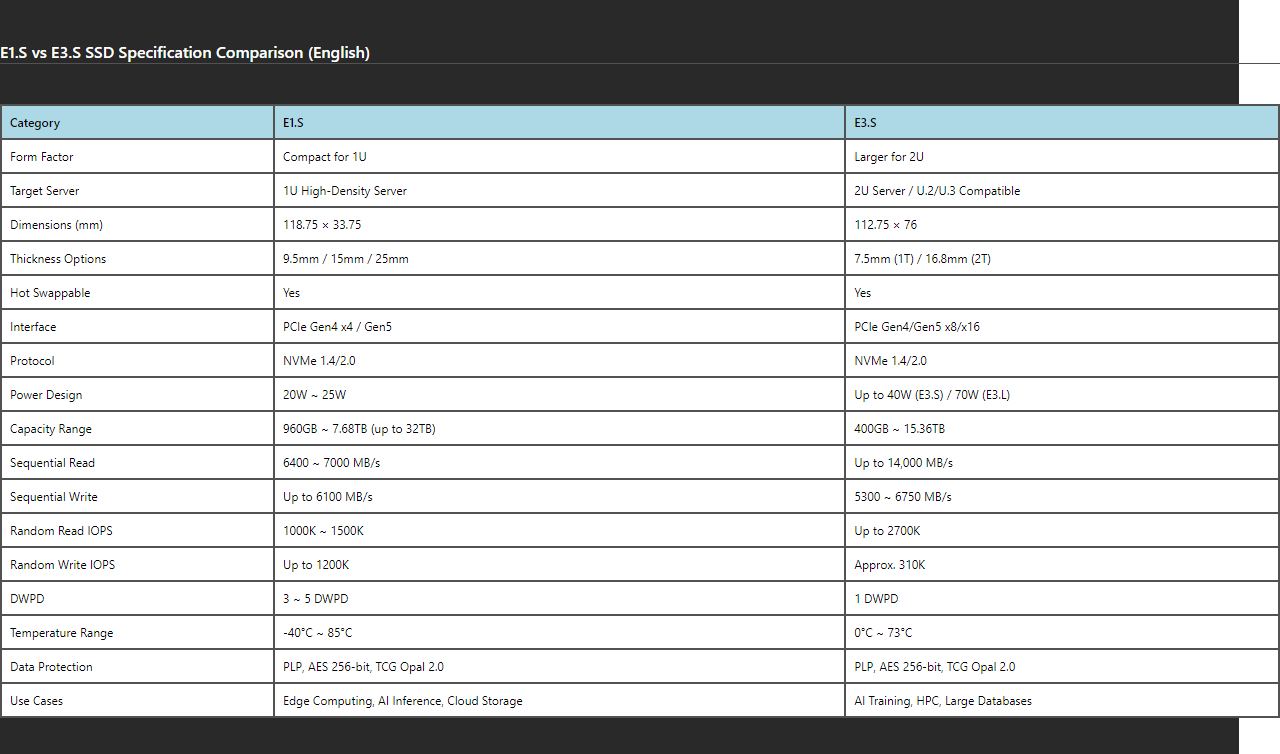 E1.S vs E3.S SSD Specification Comparison (English)
Category E1.S E3.S
Form Factor Compact for 1U Larger for 2U
Target Server 1U High-Density Server 2U Server / U.2/U.3 Compatible
Dimensions (mm) 118.75 × 33.75 112.75 × 76
Thickness Options 9.5mm / 15mm / 25mm 7.5mm (1T) / 16.8mm (2T)
Hot Swappable Yes Yes
Interface PCIe Gen4 x4 / Gen5 PCIe Gen4/Gen5 x8/x16
Protocol NVMe 1.4/2.0 NVMe 1.4/2.0
Power Design 20W ~ 25W Up to 40W (E3.S) / 70W (E3.L)
Capacity Range 960GB ~ 7.68TB (up to 32TB) 400GB ~ 15.36TB
Sequential Read 6400 ~ 7000 MB/s Up to 14,000 MB/s
Sequential Write Up to 6100 MB/s 5300 ~ 6750 MB/s
Random Read IOPS 1000K ~ 1500K Up to 2700K
Random Write IOPS Up to 1200K Approx. 310K
DWPD 3 ~ 5 DWPD 1 DWPD
Temperature Range -40°C ~ 85°C 0°C ~ 73°C
Data Protection PLP, AES 256-bit, TCG Opal 2.0 PLP, AES 256-bit, TCG Opal 2.0
Use Cases Edge Computing, AI Inference, Cloud Storage AI Training, HPC, Large Databases